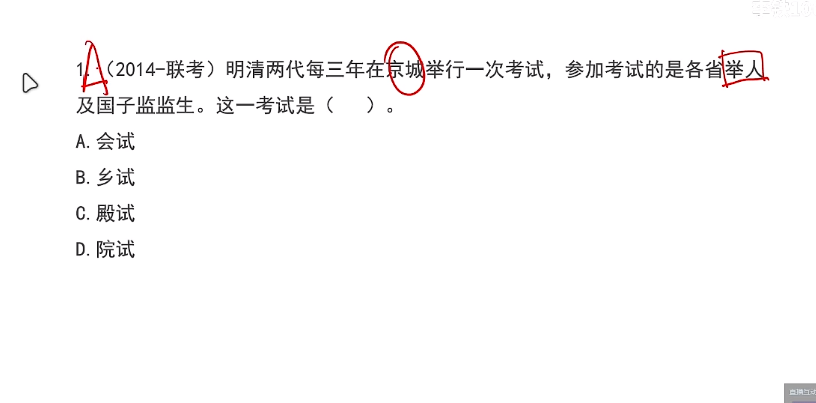 1.（2014-联考）明清两代每三年在京城举行一次考试，参加考试的是各省举人
及国子监监生。这一考试是（    ）。
A.会试
B.乡试
C.殿试
D.院试
A